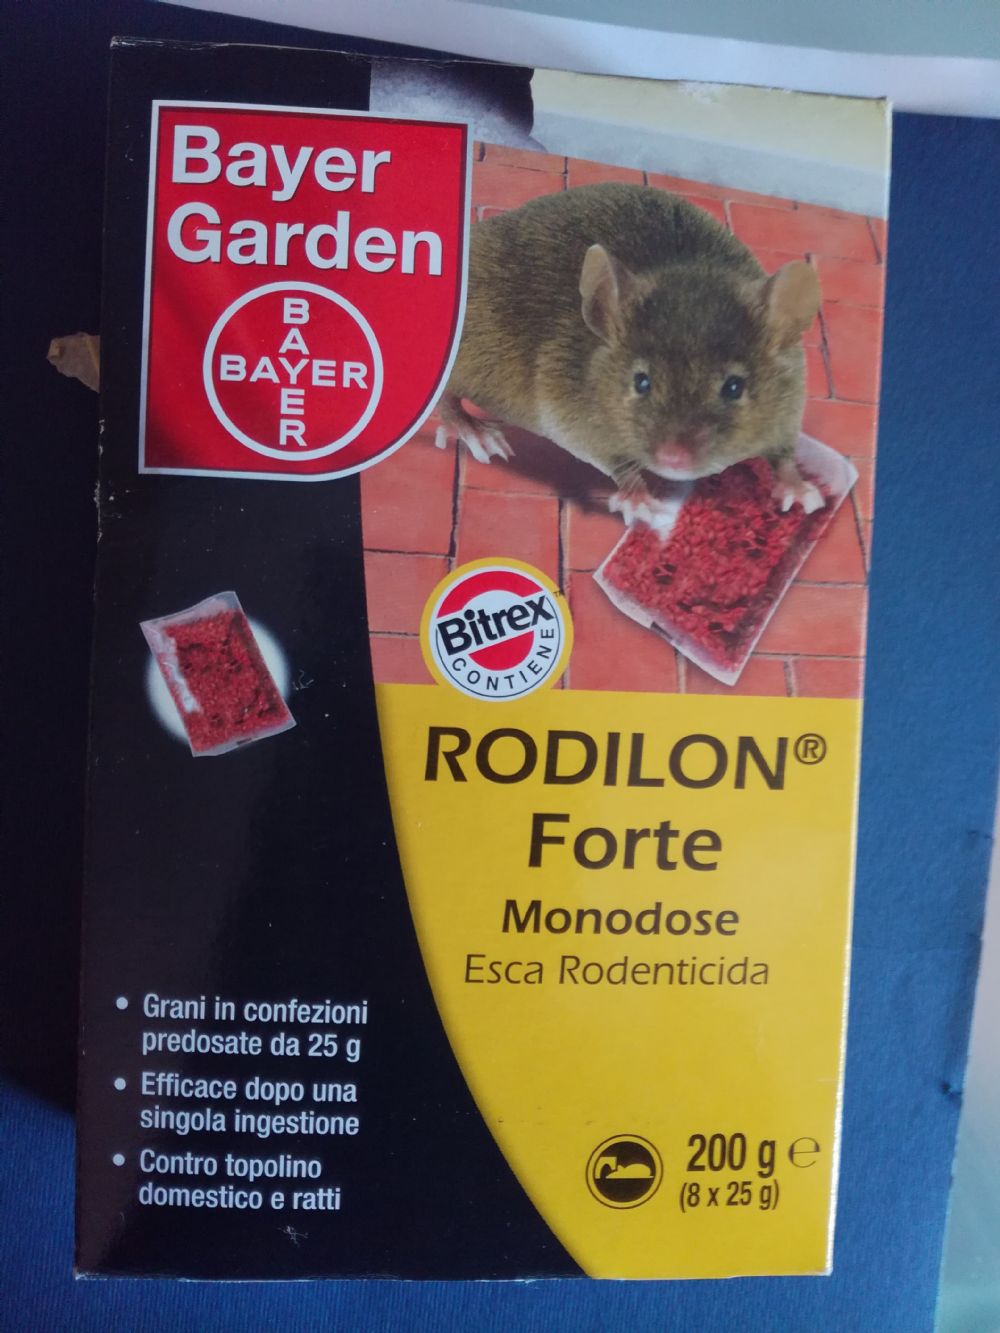 Bayer
Garden
BAYER
BAYER
Bitrex™
CONTIENE
RODILON®
Forte
Monodose
Esca Rodenticida
• Grani in confezioni
predosate da 25 g
• Efficace dopo una
singola ingestione
• Contro topolino
domestico e ratti
200 g ℮
(8 x 25 g)